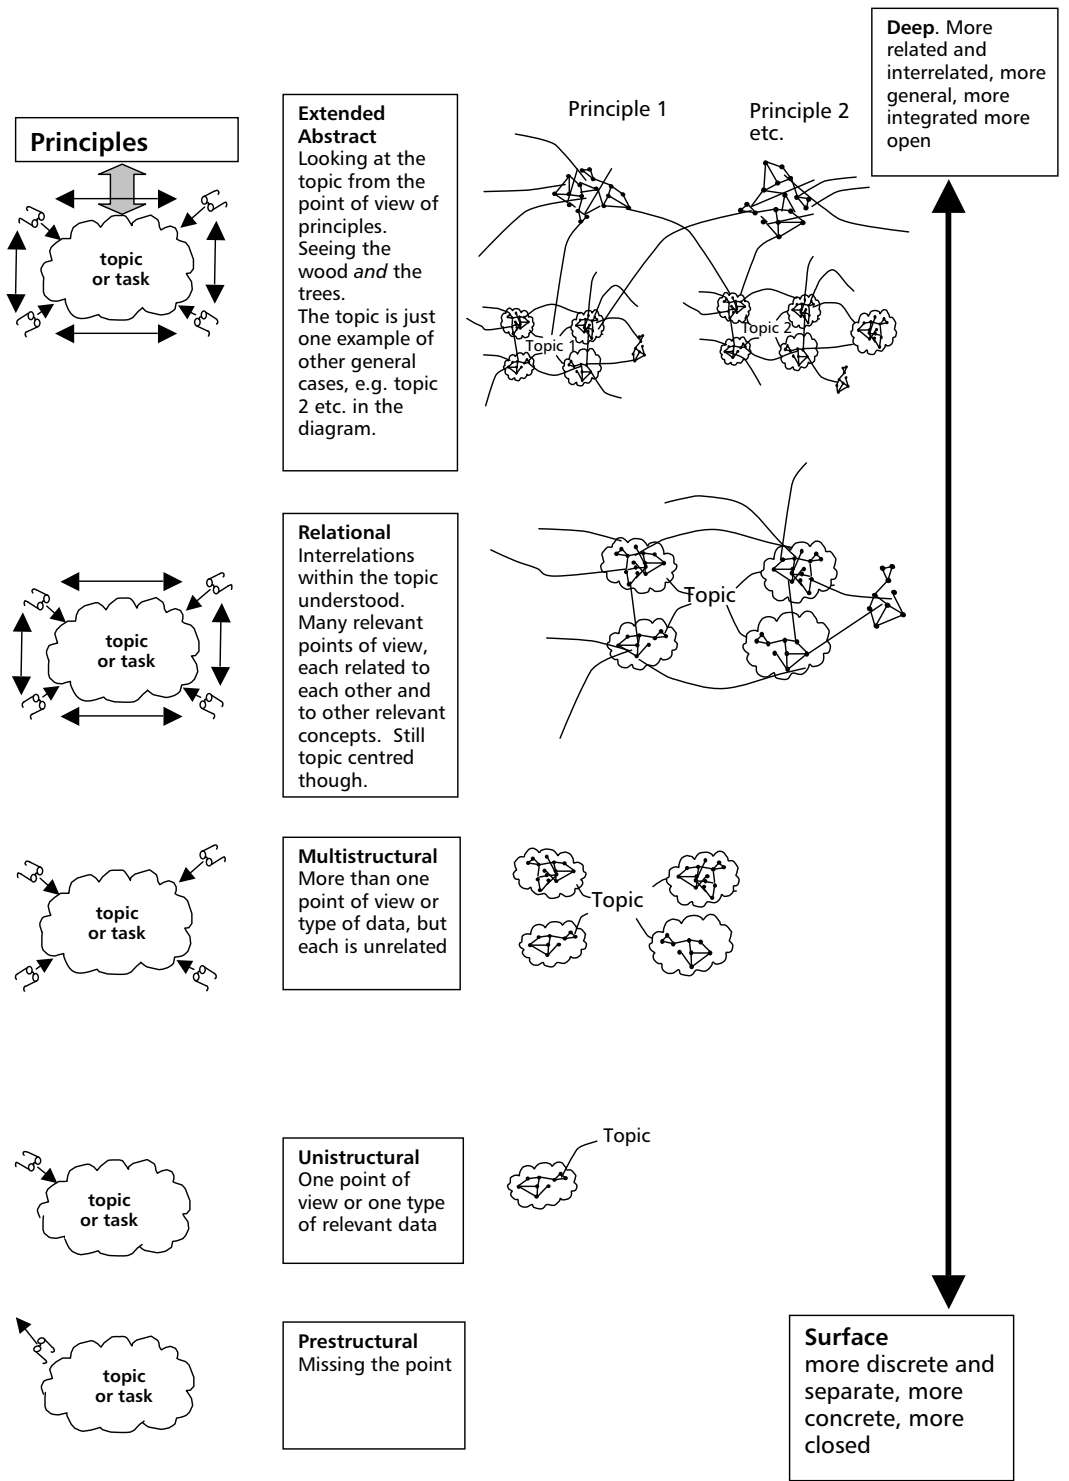 Deep. More
related and
interrelated, more
general, more
integrated more
open
Principles
topic
or task
Extended
Abstract
Looking at the
topic from the
point of view of
principles.
Seeing the
wood and the
trees.
The topic is just
one example of
other general
cases, e.g. topic
2 etc. in the
diagram.
Principle 1
Principle 2
etc.
Topic 1
Topic 2
topic
or task
Relational
Interrelations
within the topic
understood.
Many relevant
points of view,
each related to
each other and
to other relevant
concepts.  Still
topic centred
though.
Topic
topic
or task
Multistructural
More than one
point of view or
type of data, but
each is unrelated
Topic
topic
or task
Unistructural
One point of
view or one type
of relevant data
Topic
topic
or task
Prestructural
Missing the point
Surface
more discrete and
separate, more
concrete, more
closed